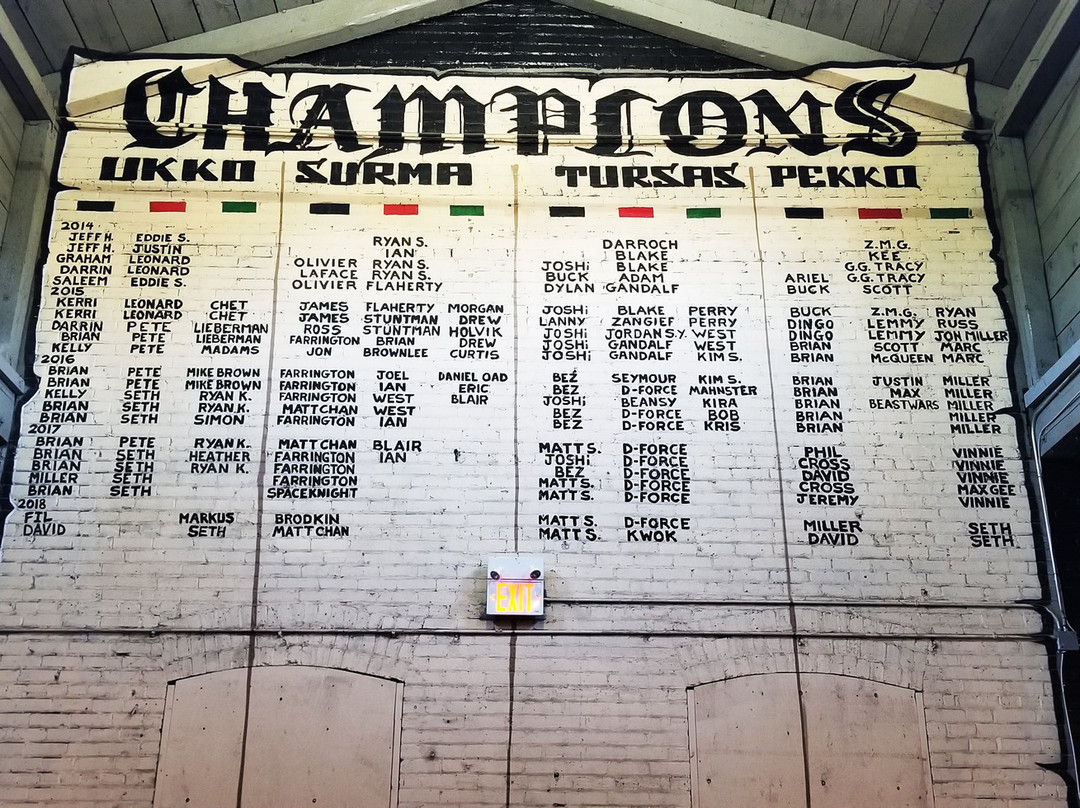 CHAMPIONS
UKKO
2014
JEFF H. EDDIE S.
JEFF H. JUSTIN
GRAHAM LEONARD
DARRIN LEONARD
SALEEM EDDIE S.
2015
KERRI LEONARD CHET
KERRI LEONARD CHET
DARRIN PETE LIEBERMAN
BRIAN PETE LIEBERMAN
KELLY PETE MADAMS
2016
BRIAN PETE MIKE BROWN
BRIAN PETE MIKE BROWN
KELLY SETH RYAN K.
BRIAN SETH RYAN K.
BRIAN SETH SIMON
2017
BRIAN PETE RYAN K.
BRIAN SETH HEATHER
BRIAN SETH RYAN K.
MILLER SETH
BRIAN SETH
2018
FIL MARKUS
DAVID SETH
SURMA
RYAN S.
IAN
OLIVIER RYAN S.
LAFACE RYAN S.
OLIVIER FLAHERTY
JAMES FLAHERTY MORGAN
JAMES STUNTMAN DREW
ROSS STUNTMAN HOLVIK
FARRINGTON BRIAN DREW
JON BROWNLEE CURTIS
FARRINGTON JOEL DANIEL OAD
FARRINGTON IAN ERIC
FARRINGTON WEST BLAIR
MATT CHAN WEST
FARRINGTON IAN
MATT CHAN BLAIR
FARRINGTON IAN
FARRINGTON
FARRINGTON
SPACEKNIGHT
BRODKIN
MATT CHAN
TURSAS
DARROCH
BLAKE
JOSHi BLAKE
BUCK ADAM
DYLAN GANDALF
JOSHi BLAKE PERRY
LANNY ZANGIEF PERRY
JOSHi JORDAN S.Y. WEST
JOSHi GANDALF WEST
JOSHi GANDALF KIM S.
BEZ SEYMOUR KIM S.
BEZ D-FORCE MAHNSTER
JOSHi BEANSY KIRA
BEZ D-FORCE BOB
BEZ D-FORCE KRIS
MATT S. D-FORCE
JOSHi D-FORCE
BEZ D-FORCE
MATT S. D-FORCE
MATT S. D-FORCE
MATT S. D-FORCE
MATT S. KWOK
PEKKO
Z.M.G.
KEE
G.G. TRACY
ARIEL G.G. TRACY
BUCK SCOTT
BUCK Z.M.G. RYAN
DINGO LEMMY RUSS
DINGO LEMMY JON MILLER
BRIAN SCOTT MARC
BRIAN McQUEEN MARC
BRIAN JUSTIN MILLER
BRIAN MAX MILLER
BRIAN BEASTWARS MILLER
BRIAN MILLER
BRIAN MILLER
PHIL VINNIE
CROSS VINNIE
DAVID VINNIE
CROSS MAX GEE
JEREMY VINNIE
MILLER SETH
DAVID SETH
EXIT